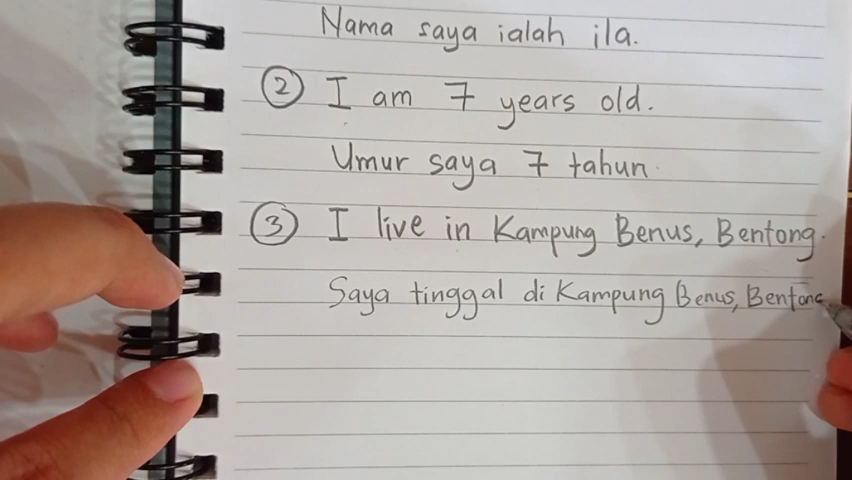 Nama saya ialah ila.
② I am 7 years old.
Umur saya 7 tahun.
③ I live in Kampung Benus, Bentong.
Saya tinggal di Kampung Benus, Bentong